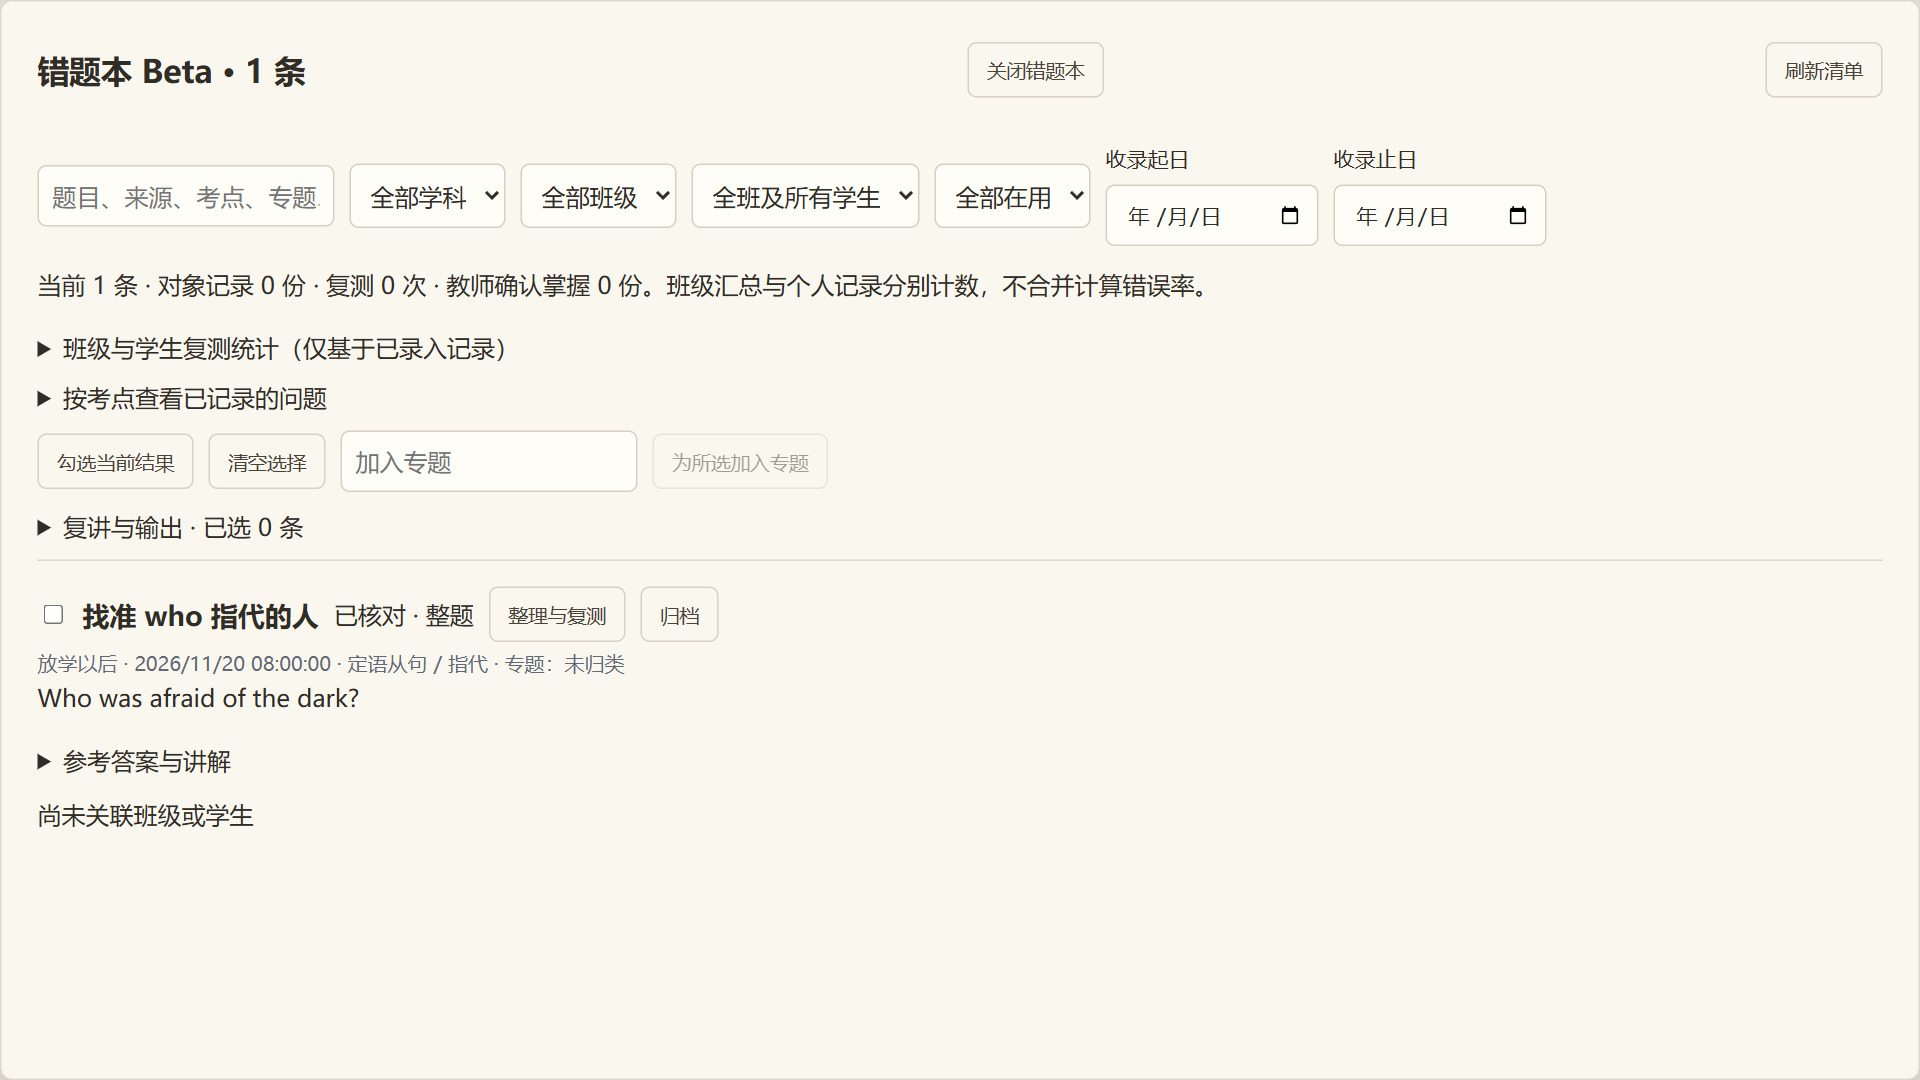 错题本 Beta • 1 条
关闭错题本
刷新清单
题目、来源、考点、专题
全部学科
全部班级
全班及所有学生
全部在用
收录起日
年 /月/日
收录止日
年 /月/日
当前 1 条 · 对象记录 0 份 · 复测 0 次 · 教师确认掌握 0 份。班级汇总与个人记录分别计数，不合并计算错误率。
班级与学生复测统计（仅基于已录入记录）
按考点查看已记录的问题
勾选当前结果
清空选择
加入专题
为所选加入专题
复讲与输出 · 已选 0 条
找准 who 指代的人 已核对 · 整题
整理与复测
归档
放学以后 · 2026/11/20 08:00:00 · 定语从句 / 指代 · 专题：未归类
Who was afraid of the dark?
参考答案与讲解
尚未关联班级或学生